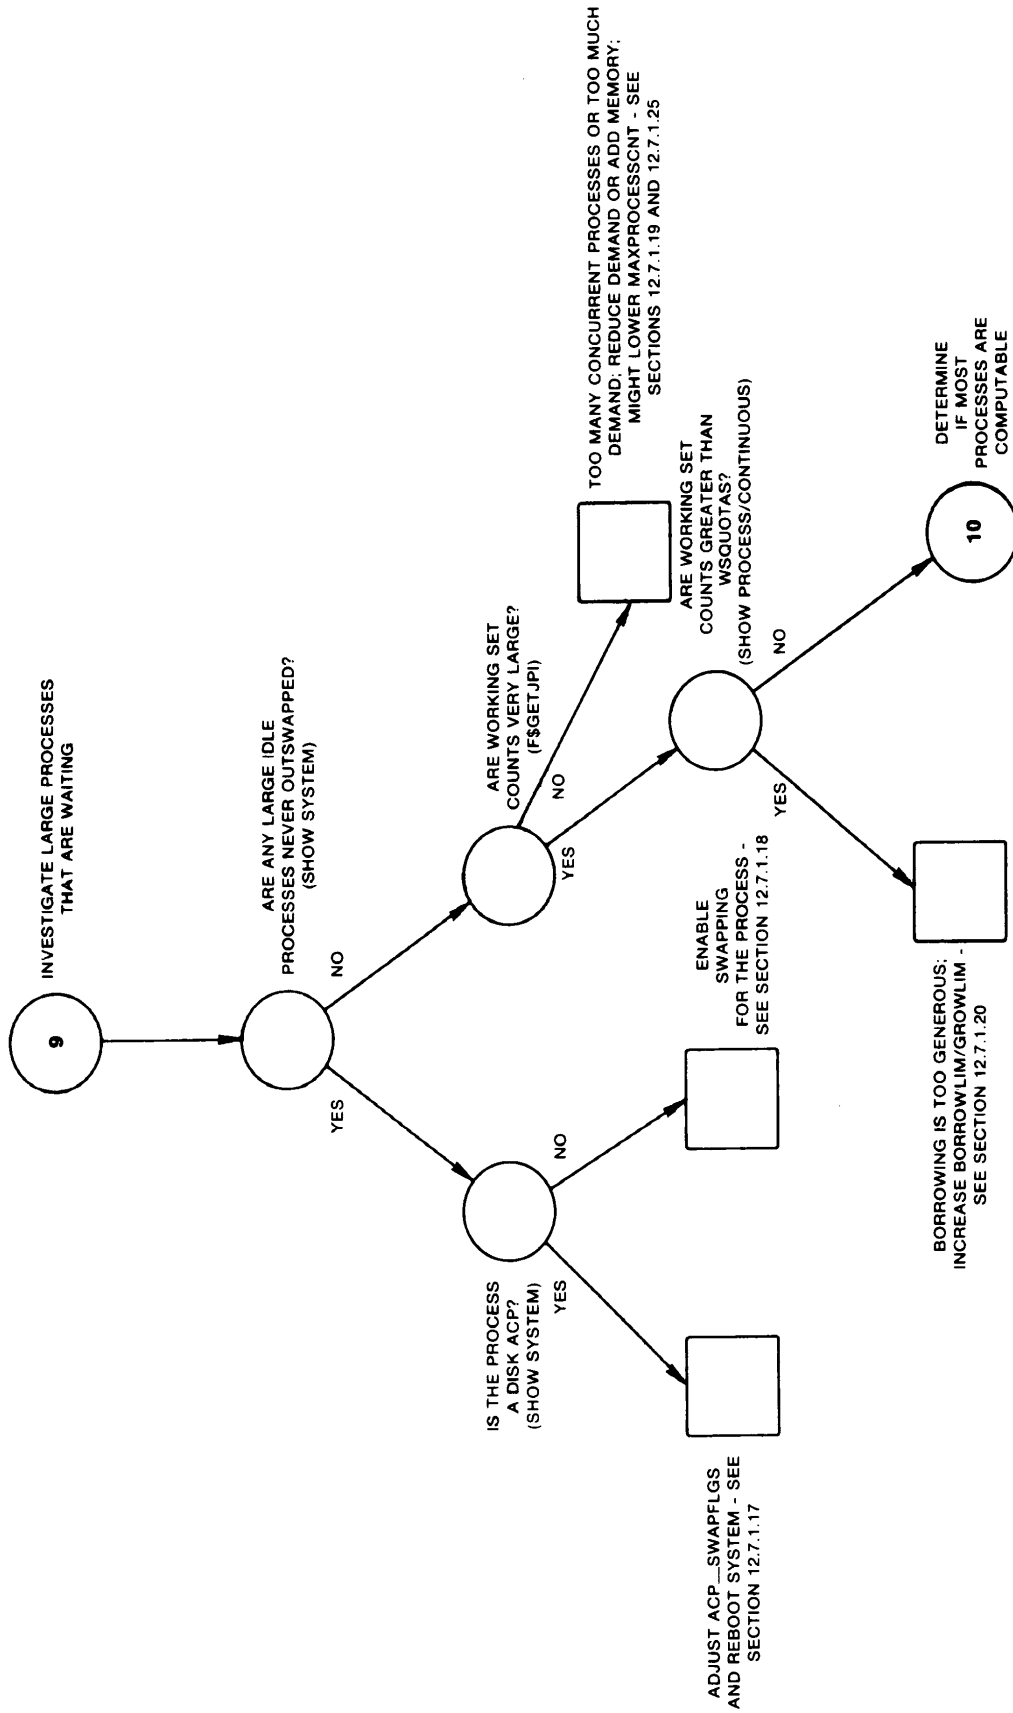 9
INVESTIGATE LARGE PROCESSES
THAT ARE WAITING
ARE ANY LARGE IDLE
PROCESSES NEVER OUTSWAPPED?
(SHOW SYSTEM)
YES
NO
IS THE PROCESS
A DISK ACP?
(SHOW SYSTEM)
YES
NO
ARE WORKING SET
COUNTS VERY LARGE?
(F$GETJPI)
YES
NO
ADJUST ACP__SWAPFLGS
AND REBOOT SYSTEM - SEE
SECTION 12.7.1.17
ENABLE
SWAPPING
FOR THE PROCESS -
SEE SECTION 12.7.1.18
TOO MANY CONCURRENT PROCESSES OR TOO MUCH
DEMAND; REDUCE DEMAND OR ADD MEMORY;
MIGHT LOWER MAXPROCESSCNT - SEE
SECTIONS 12.7.1.19 AND 12.7.1.25
ARE WORKING SET
COUNTS GREATER THAN
WSQUOTAS?
(SHOW PROCESS/CONTINUOUS)
YES
NO
BORROWING IS TOO GENEROUS;
INCREASE BORROWLIM/GROWLIM -
SEE SECTION 12.7.1.20
10
DETERMINE
IF MOST
PROCESSES ARE
COMPUTABLE